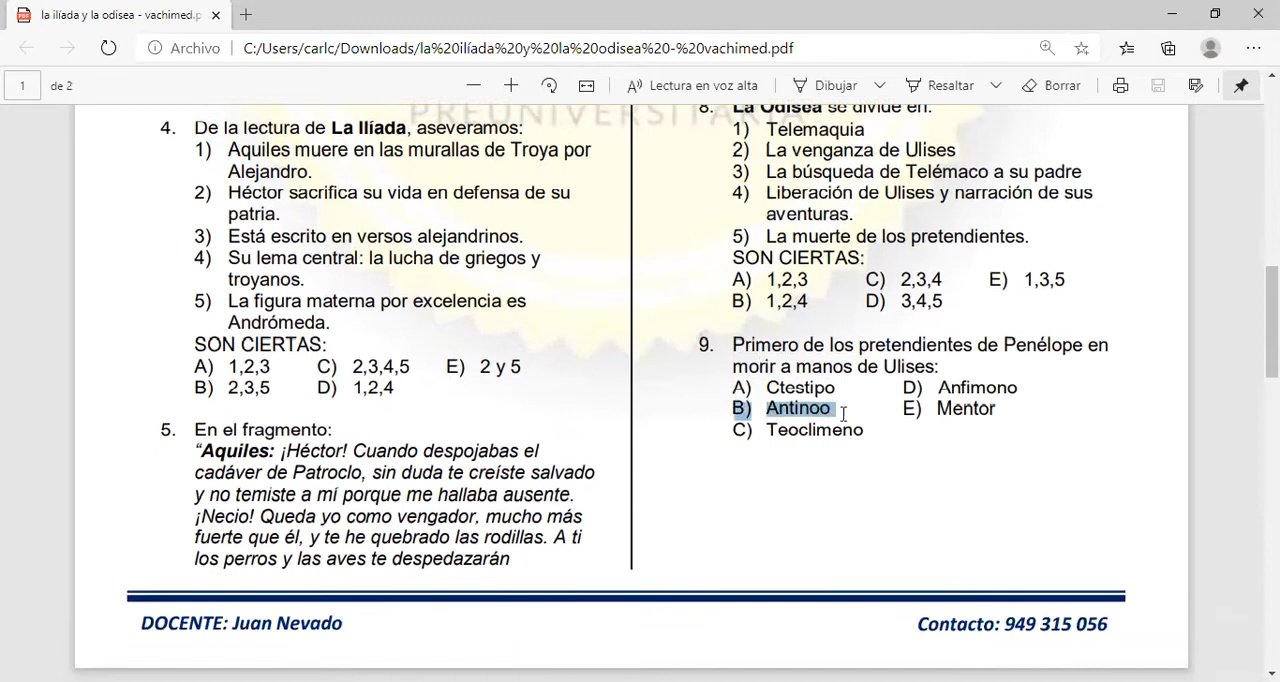 la ilíada y la odisea - vachimed.p
Archivo
C:/Users/carlc/Downloads/la%20ilíada%20y%20la%20odisea%20-%20vachimed.pdf
1
de 2
Lectura en voz alta
Dibujar
Resaltar
Borrar
PREUNIVERSITARIA
4. De la lectura de La Ilíada, aseveramos:
1) Aquiles muere en las murallas de Troya por
Alejandro.
2) Héctor sacrifica su vida en defensa de su
patria.
3) Está escrito en versos alejandrinos.
4) Su lema central: la lucha de griegos y
troyanos.
5) La figura materna por excelencia es
Andrómeda.
SON CIERTAS:
A) 1,2,3 C) 2,3,4,5 E) 2 y 5
B) 2,3,5 D) 1,2,4
5. En el fragmento:
“Aquiles: ¡Héctor! Cuando despojabas el
cadáver de Patroclo, sin duda te creíste salvado
y no temiste a mí porque me hallaba ausente.
¡Necio! Queda yo como vengador, mucho más
fuerte que él, y te he quebrado las rodillas. A ti
los perros y las aves te despedazarán
8. La Odisea se divide en:
1) Telemaquia
2) La venganza de Ulises
3) La búsqueda de Telémaco a su padre
4) Liberación de Ulises y narración de sus
aventuras.
5) La muerte de los pretendientes.
SON CIERTAS:
A) 1,2,3 C) 2,3,4 E) 1,3,5
B) 1,2,4 D) 3,4,5
9. Primero de los pretendientes de Penélope en
morir a manos de Ulises:
A) Ctestipo D) Anfimono
B) Antinoo E) Mentor
C) Teoclimeno
DOCENTE: Juan Nevado
Contacto: 949 315 056